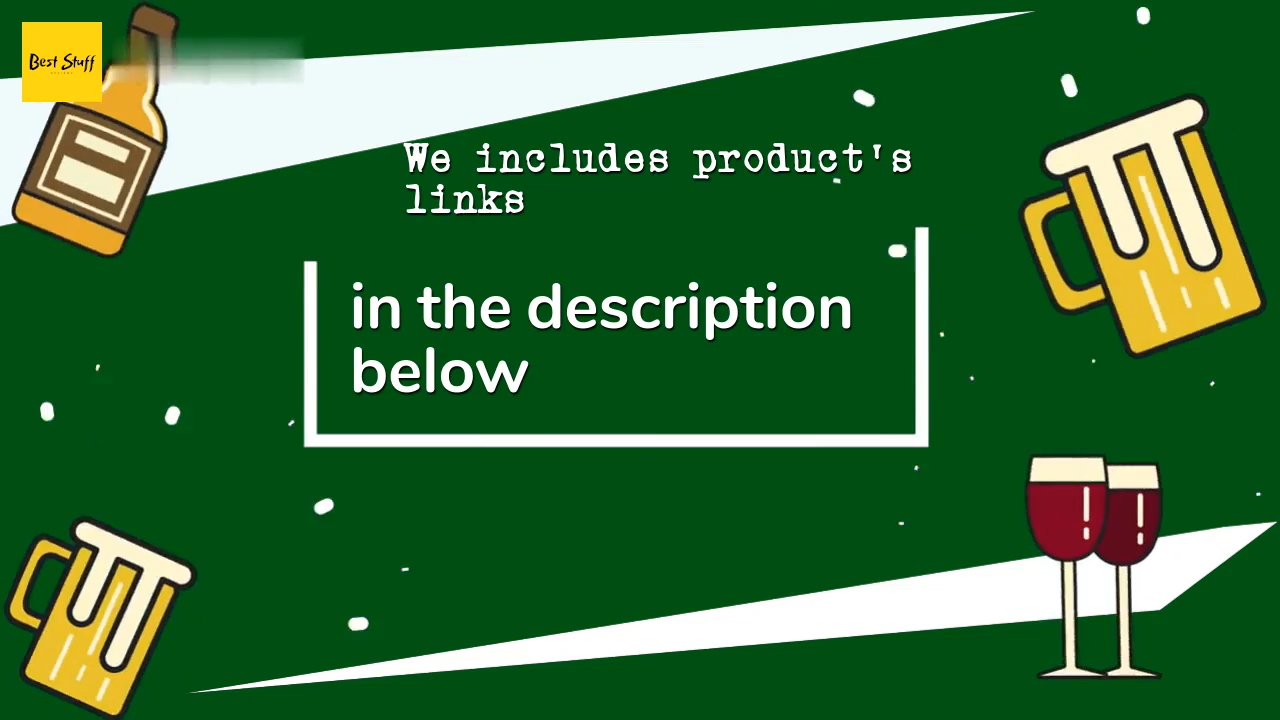 Best Stuff
We includes product's
links
in the description
below